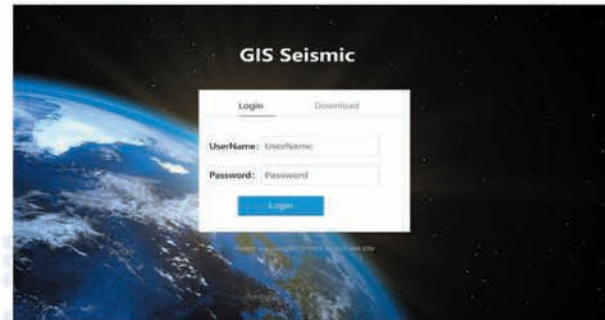 GIS Seismic
Login Download
UserName: UserName
Password: Password
Login